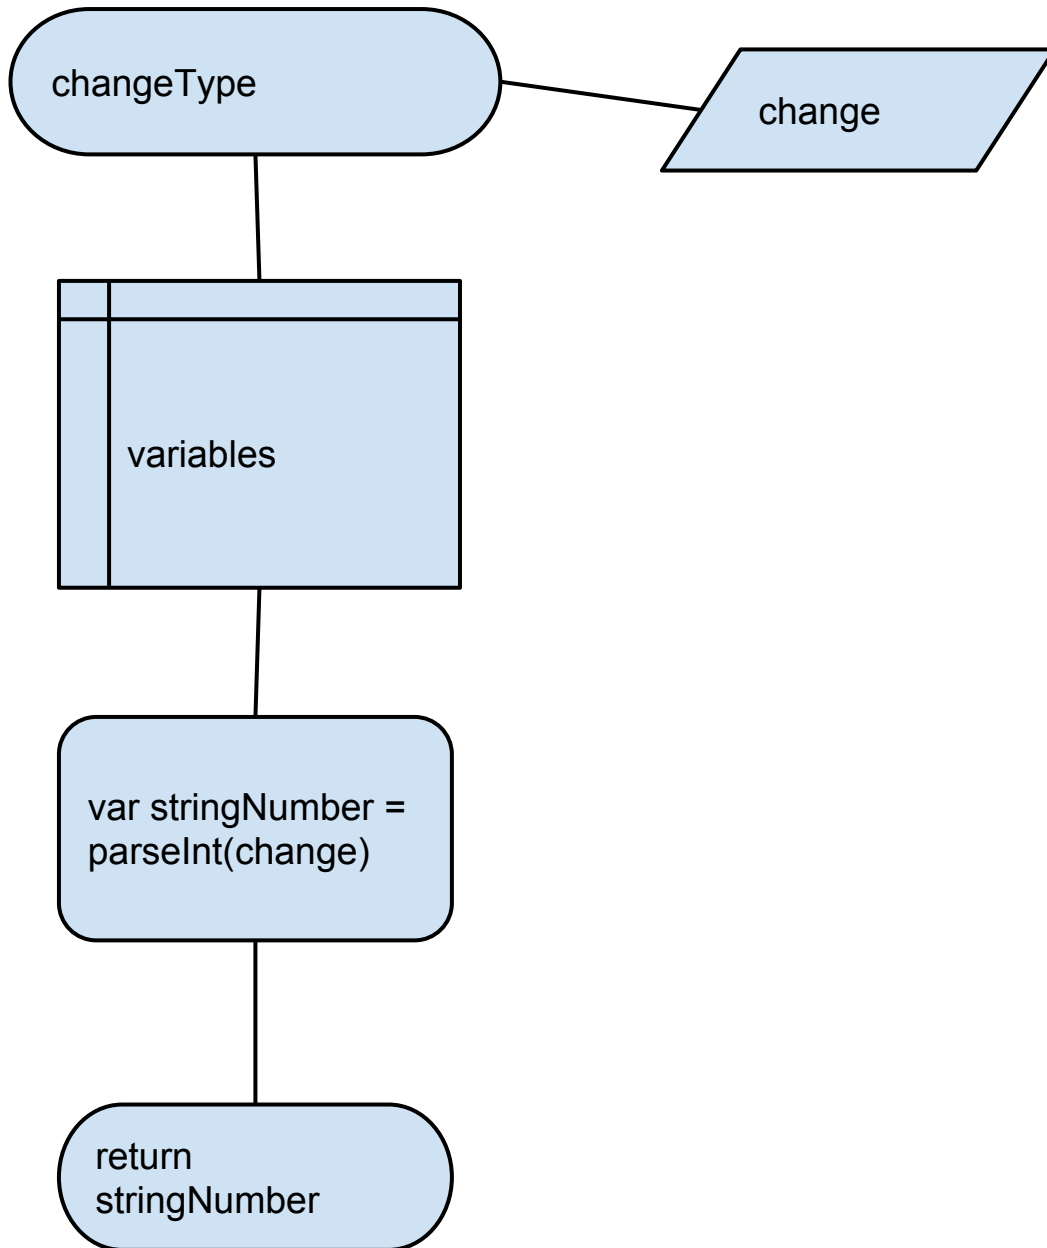 changeType
change
variables
var stringNumber =
parseInt(change)
return
stringNumber